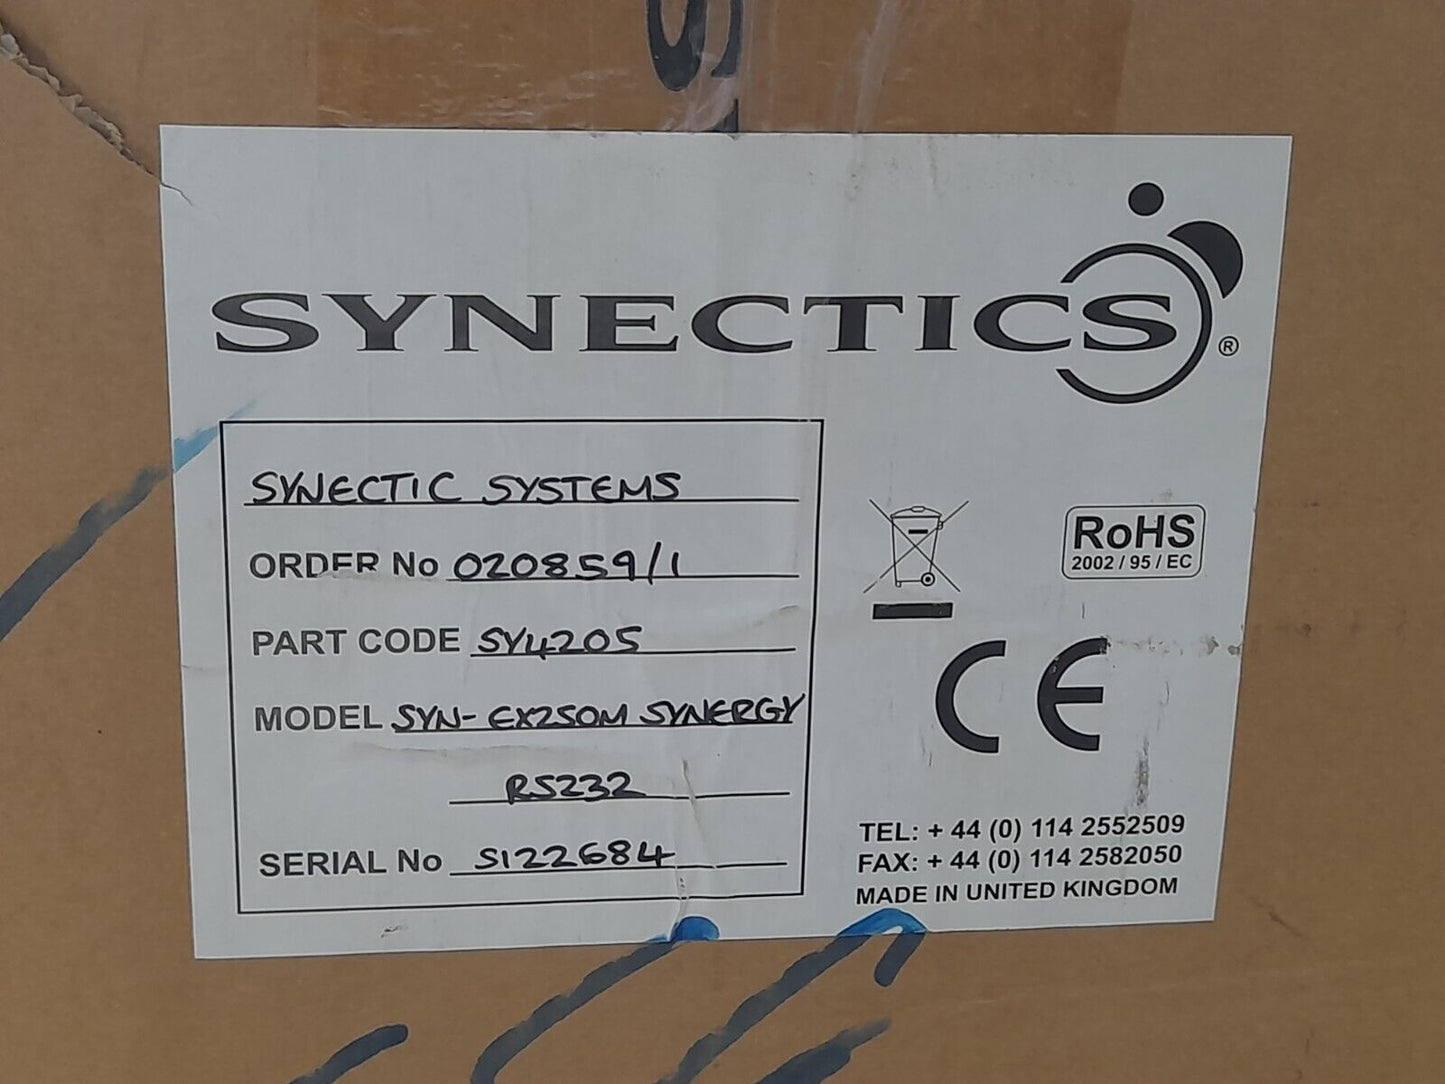 SYNECTICS®
SYNECTIC SYSTEMS
ORDER No 020859/1
PART CODE SY4205
MODEL SYN-EX250M SYNERGY
RS232
SERIAL No S122684
RoHS
2002 / 95 / EC
CE
TEL: + 44 (0) 114 2552509
FAX: + 44 (0) 114 2582050
MADE IN UNITED KINGDOM